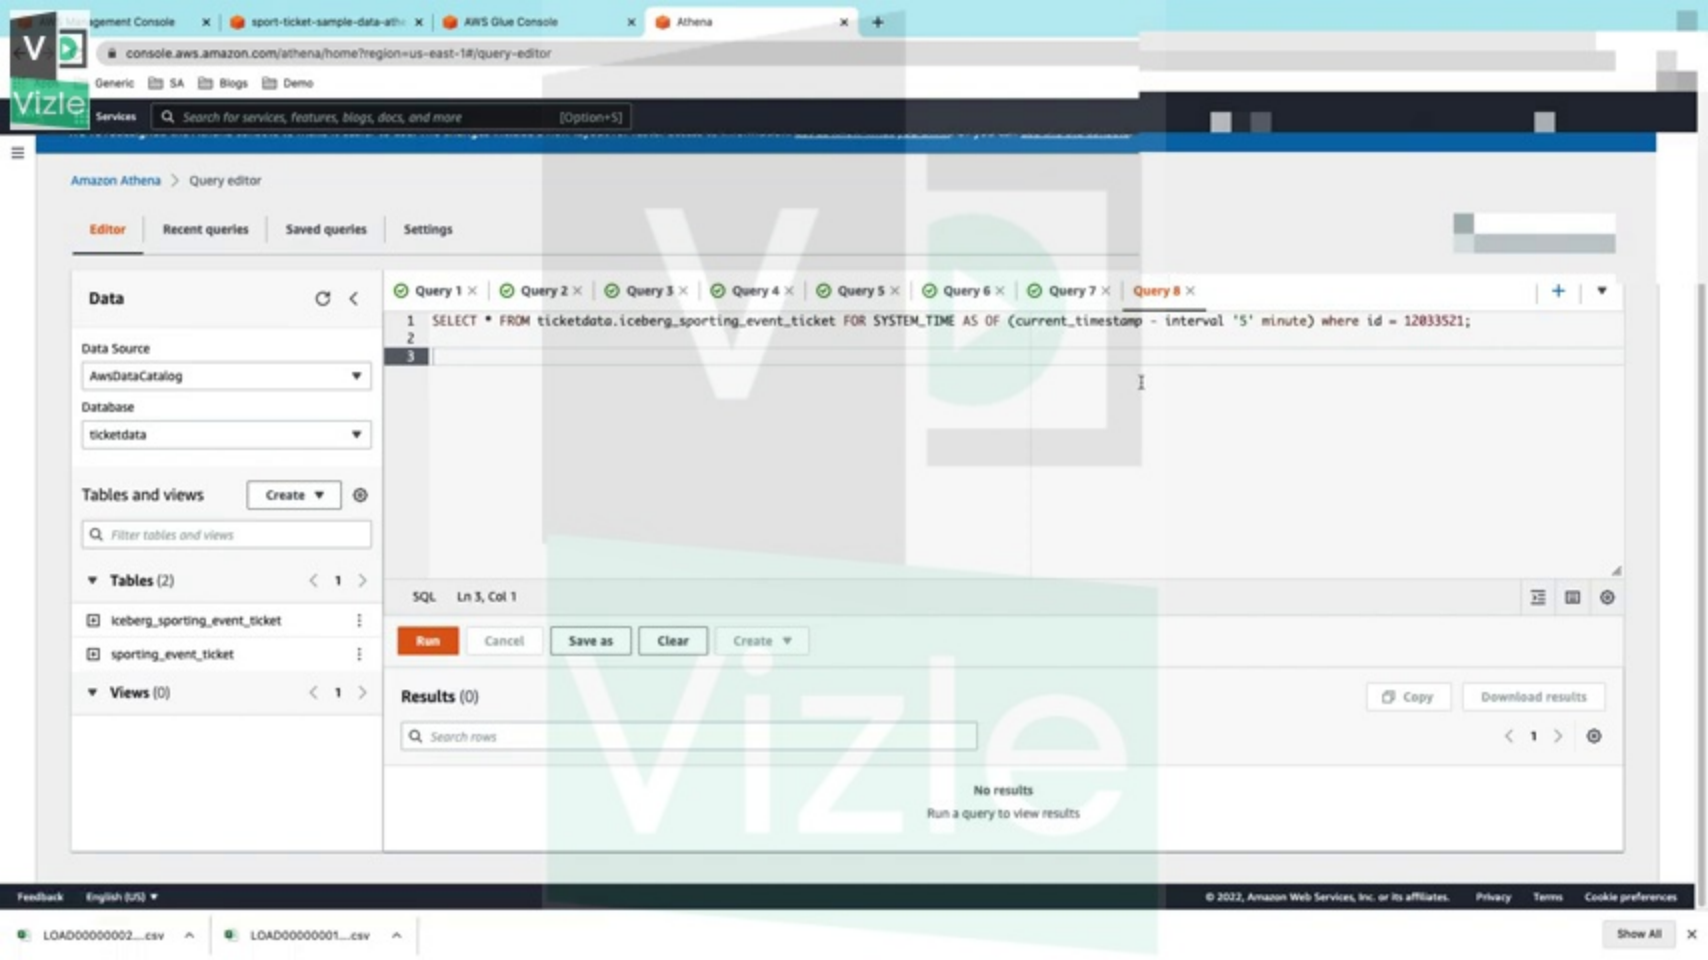 Management Console
sport-ticket-sample-data-athe
AWS Glue Console
Athena
console.aws.amazon.com/athena/home?region=us-east-1#/query-editor
V
Vizle
Generic
SA
Blogs
Demo
Services
Search for services, features, blogs, docs, and more
[Option+S]
Amazon Athena > Query editor
Editor
Recent queries
Saved queries
Settings
Data
Data Source
AwsDataCatalog
Database
ticketdata
Tables and views
Create
Filter tables and views
Tables (2)
< 1 >
iceberg_sporting_event_ticket
sporting_event_ticket
Views (0)
< 1 >
Query 1
Query 2
Query 3
Query 4
Query 5
Query 6
Query 7
Query 8
1 SELECT * FROM ticketdata.iceberg_sporting_event_ticket FOR SYSTEM_TIME AS OF (current_timestamp - interval '5' minute) where id = 12033521;
2
3
V
SQL Ln 3, Col 1
Run
Cancel
Save as
Clear
Create
Results (0)
Copy
Download results
Search rows
< 1 >
No results
Run a query to view results
Vizle
Feedback
English (US)
© 2022, Amazon Web Services, Inc. or its affiliates.
Privacy
Terms
Cookie preferences
LOAD00000002....csv
LOAD00000001....csv
Show All